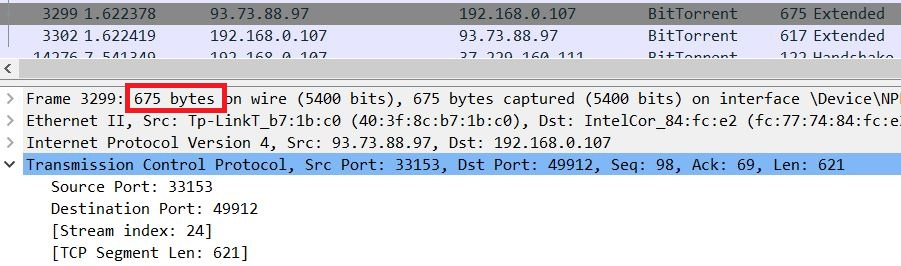 3299 1.622378 93.73.88.97 192.168.0.107 BitTorrent 675 Extended
3302 1.622419 192.168.0.107 93.73.88.97 BitTorrent 617 Extended
14276 7.541349 192.168.0.107 37.229.160.111 BitTorrent 122 Handshake
Frame 3299: 675 bytes on wire (5400 bits), 675 bytes captured (5400 bits) on interface \Device\NPF
Ethernet II, Src: Tp-LinkT_b7:1b:c0 (40:3f:8c:b7:1b:c0), Dst: IntelCor_84:fc:e2 (fc:77:74:84:fc:e2
Internet Protocol Version 4, Src: 93.73.88.97, Dst: 192.168.0.107
Transmission Control Protocol, Src Port: 33153, Dst Port: 49912, Seq: 98, Ack: 69, Len: 621
Source Port: 33153
Destination Port: 49912
[Stream index: 24]
[TCP Segment Len: 621]